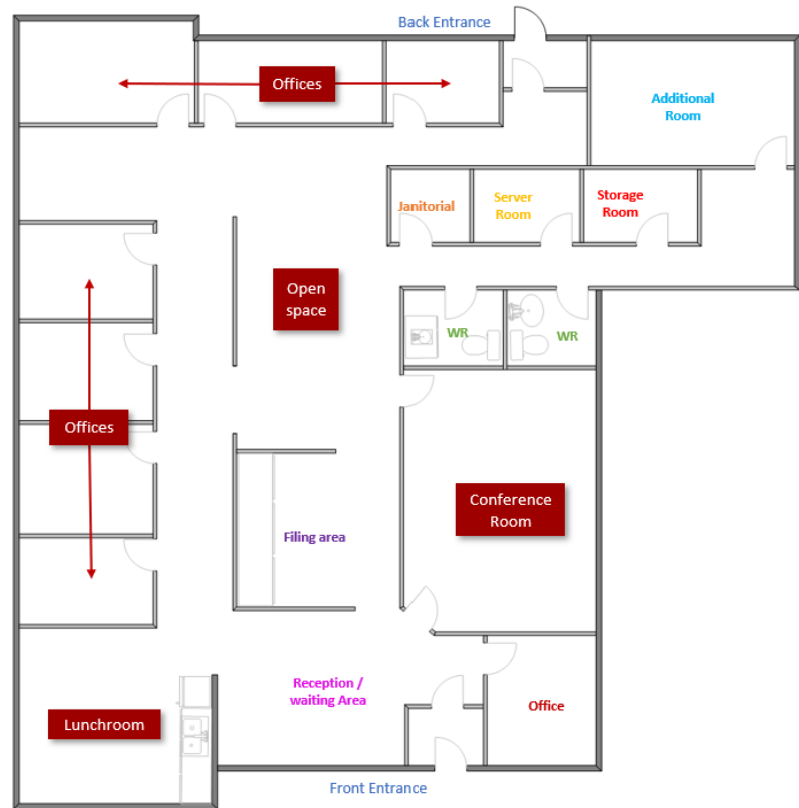 Back Entrance
Offices
Additional
Room
Janitorial
Server
Room
Storage
Room
Open
space
WR
WR
Offices
Conference
Room
Filing area
Reception /
waiting Area
Office
Lunchroom
Front Entrance